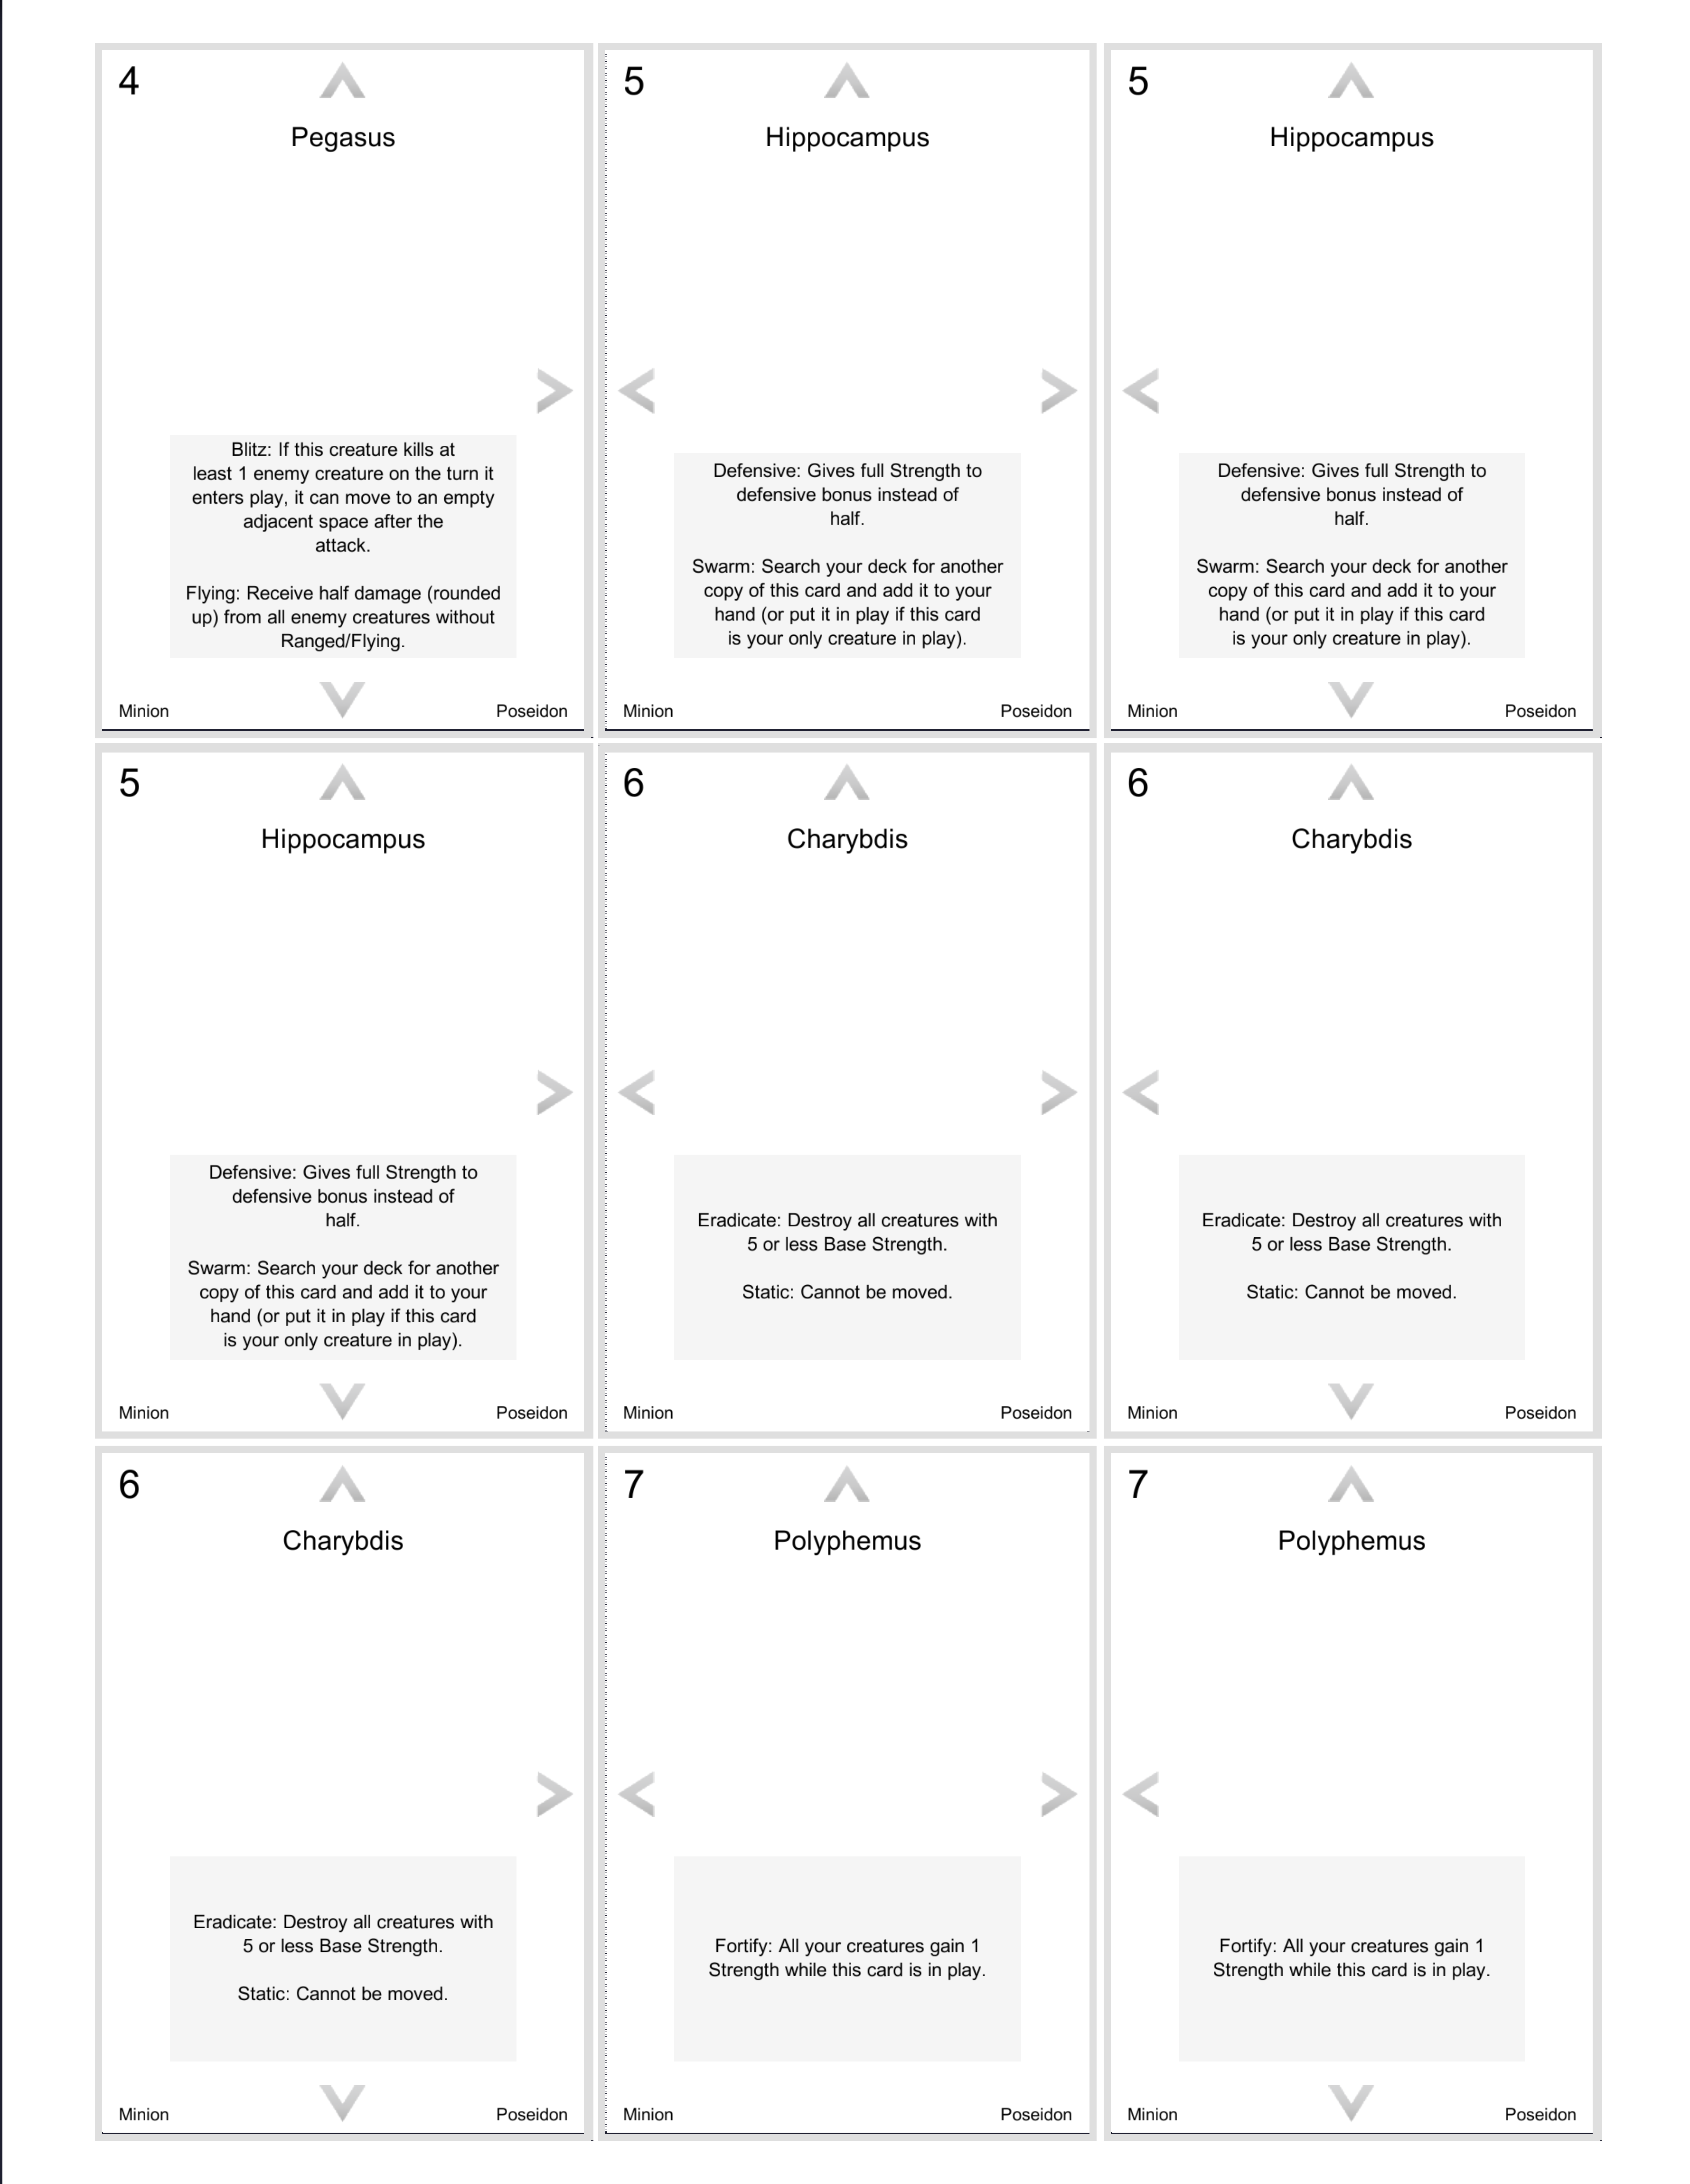 4
Pegasus
Blitz: If this creature kills at
least 1 enemy creature on the turn it
enters play, it can move to an empty
adjacent space after the
attack.
Flying: Receive half damage (rounded
up) from all enemy creatures without
Ranged/Flying.
Minion
Poseidon
5
Hippocampus
Defensive: Gives full Strength to
defensive bonus instead of
half.
Swarm: Search your deck for another
copy of this card and add it to your
hand (or put it in play if this card
is your only creature in play).
Minion
Poseidon
5
Hippocampus
Defensive: Gives full Strength to
defensive bonus instead of
half.
Swarm: Search your deck for another
copy of this card and add it to your
hand (or put it in play if this card
is your only creature in play).
Minion
Poseidon
5
Hippocampus
Defensive: Gives full Strength to
defensive bonus instead of
half.
Swarm: Search your deck for another
copy of this card and add it to your
hand (or put it in play if this card
is your only creature in play).
Minion
Poseidon
6
Charybdis
Eradicate: Destroy all creatures with
5 or less Base Strength.
Static: Cannot be moved.
Minion
Poseidon
6
Charybdis
Eradicate: Destroy all creatures with
5 or less Base Strength.
Static: Cannot be moved.
Minion
Poseidon
6
Charybdis
Eradicate: Destroy all creatures with
5 or less Base Strength.
Static: Cannot be moved.
Minion
Poseidon
7
Polyphemus
Fortify: All your creatures gain 1
Strength while this card is in play.
Minion
Poseidon
7
Polyphemus
Fortify: All your creatures gain 1
Strength while this card is in play.
Minion
Poseidon